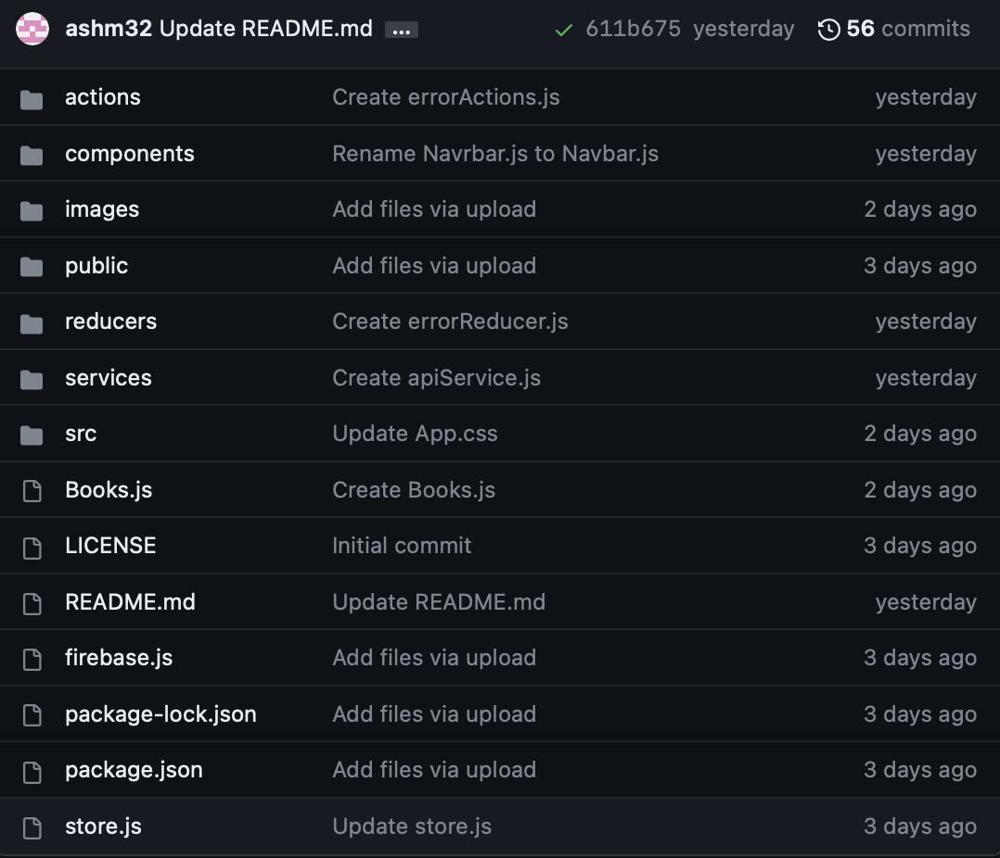 ashm32 Update README.md ... 611b675 yesterday 56 commits
actions Create errorActions.js yesterday
components Rename Navrbar.js to Navbar.js yesterday
images Add files via upload 2 days ago
public Add files via upload 3 days ago
reducers Create errorReducer.js yesterday
services Create apiService.js yesterday
src Update App.css 2 days ago
Books.js Create Books.js 2 days ago
LICENSE Initial commit 3 days ago
README.md Update README.md yesterday
firebase.js Add files via upload 3 days ago
package-lock.json Add files via upload 3 days ago
package.json Add files via upload 3 days ago
store.js Update store.js 3 days ago